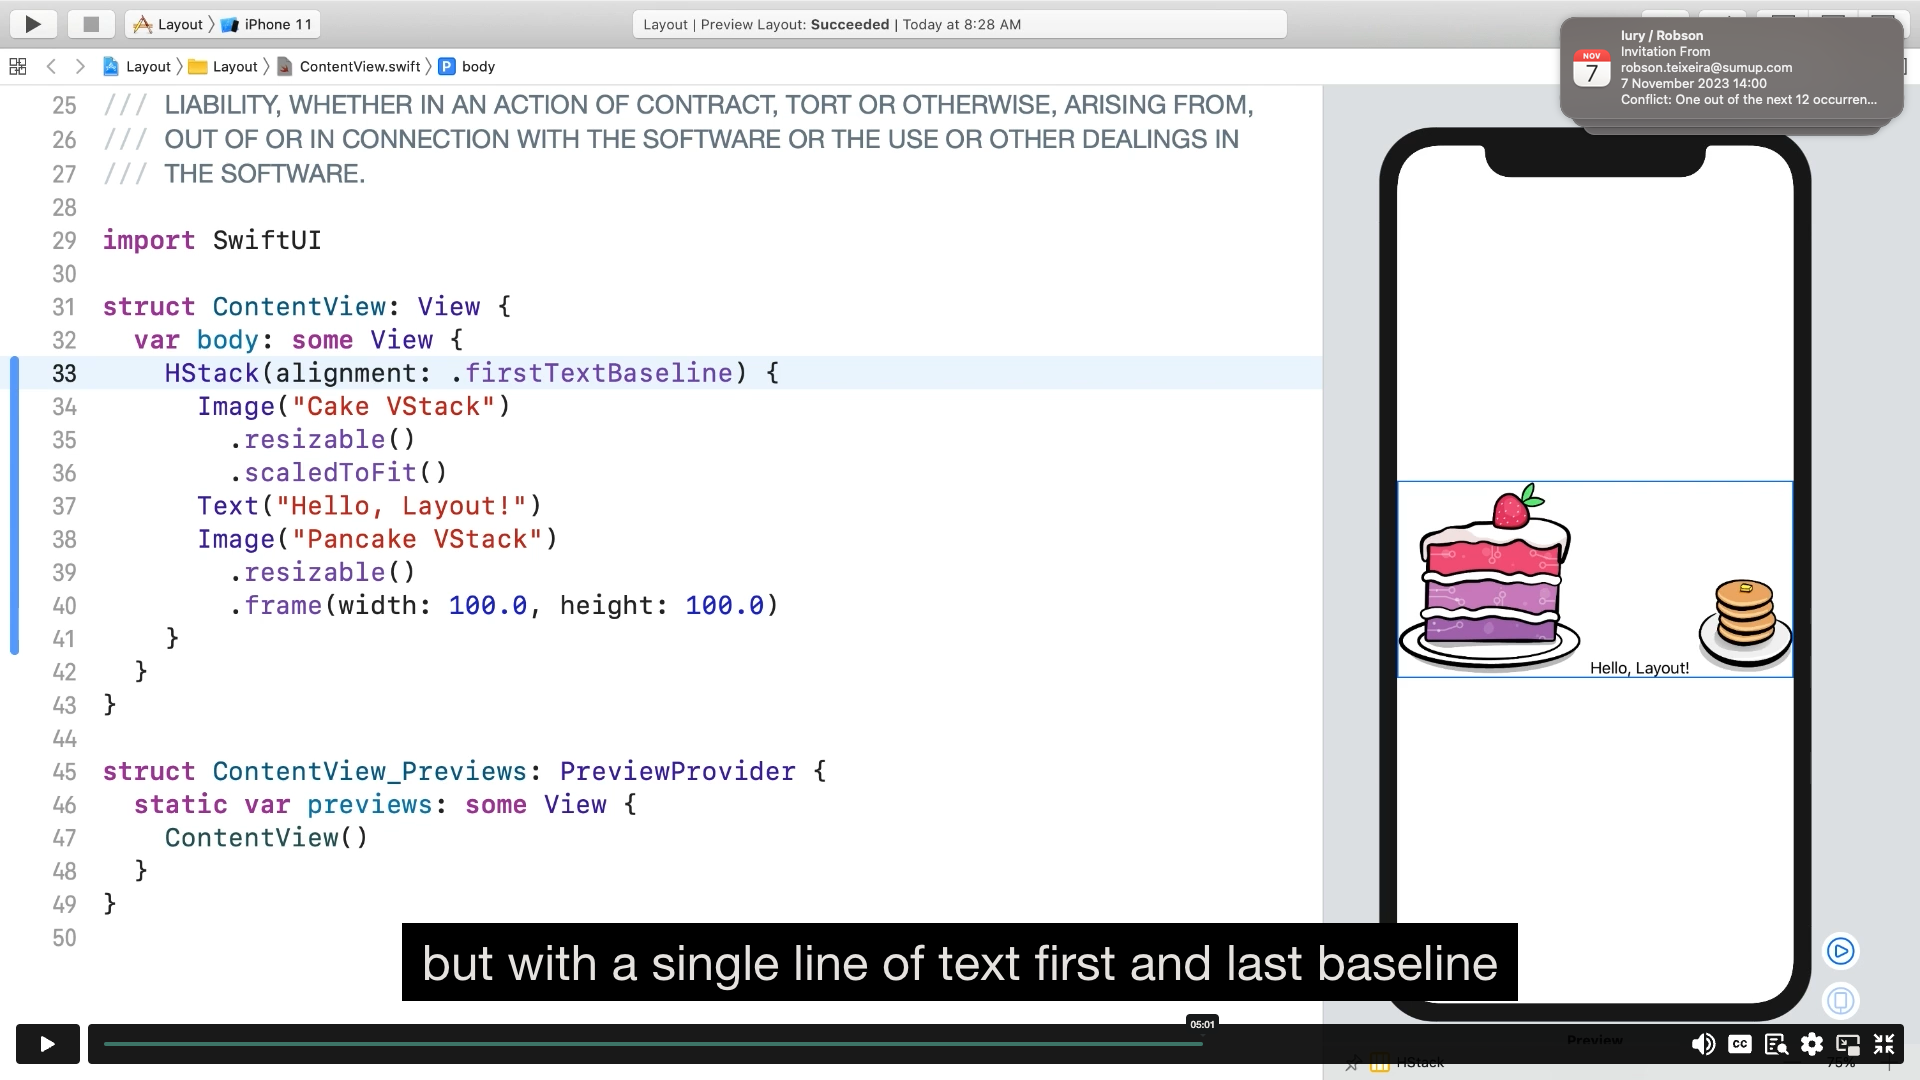 Layout 〉 iPhone 11
Layout | Preview Layout: Succeeded | Today at 8:28 AM
Iury / Robson
Invitation From
robson.teixeira@sumup.com
7 November 2023 14:00
Conflict: One out of the next 12 occurren...
NOV
7
Layout 〉 Layout 〉 ContentView.swift 〉 P body
25 /// LIABILITY, WHETHER IN AN ACTION OF CONTRACT, TORT OR OTHERWISE, ARISING FROM,
26 /// OUT OF OR IN CONNECTION WITH THE SOFTWARE OR THE USE OR OTHER DEALINGS IN
27 /// THE SOFTWARE.
28
29 import SwiftUI
30
31 struct ContentView: View {
32 var body: some View {
33 HStack(alignment: .firstTextBaseline) {
34 Image("Cake VStack")
35 .resizable()
36 .scaledToFit()
37 Text("Hello, Layout!")
38 Image("Pancake VStack")
39 .resizable()
40 .frame(width: 100.0, height: 100.0)
41 }
42 }
43 }
44
45 struct ContentView_Previews: PreviewProvider {
46 static var previews: some View {
47 ContentView()
48 }
49 }
50
Hello, Layout!
but with a single line of text first and last baseline
05:01
Preview
CC
HStack
75%